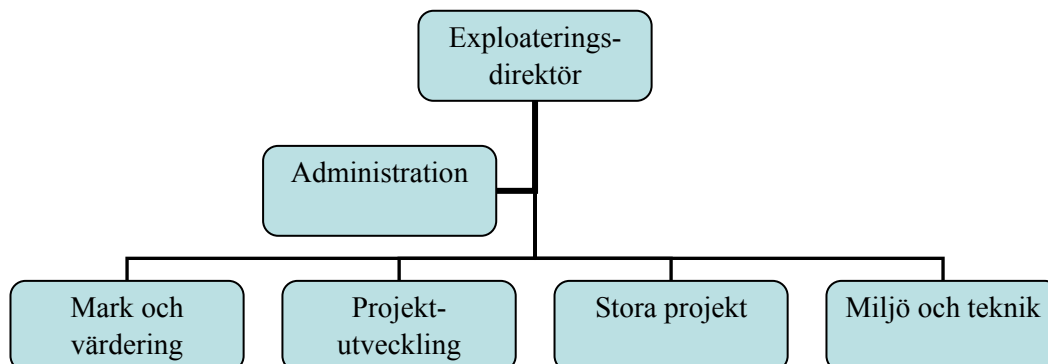 Exploaterings-
direktör
Administration
Mark och
värdering
Projekt-
utveckling
Stora projekt
Miljö och teknik